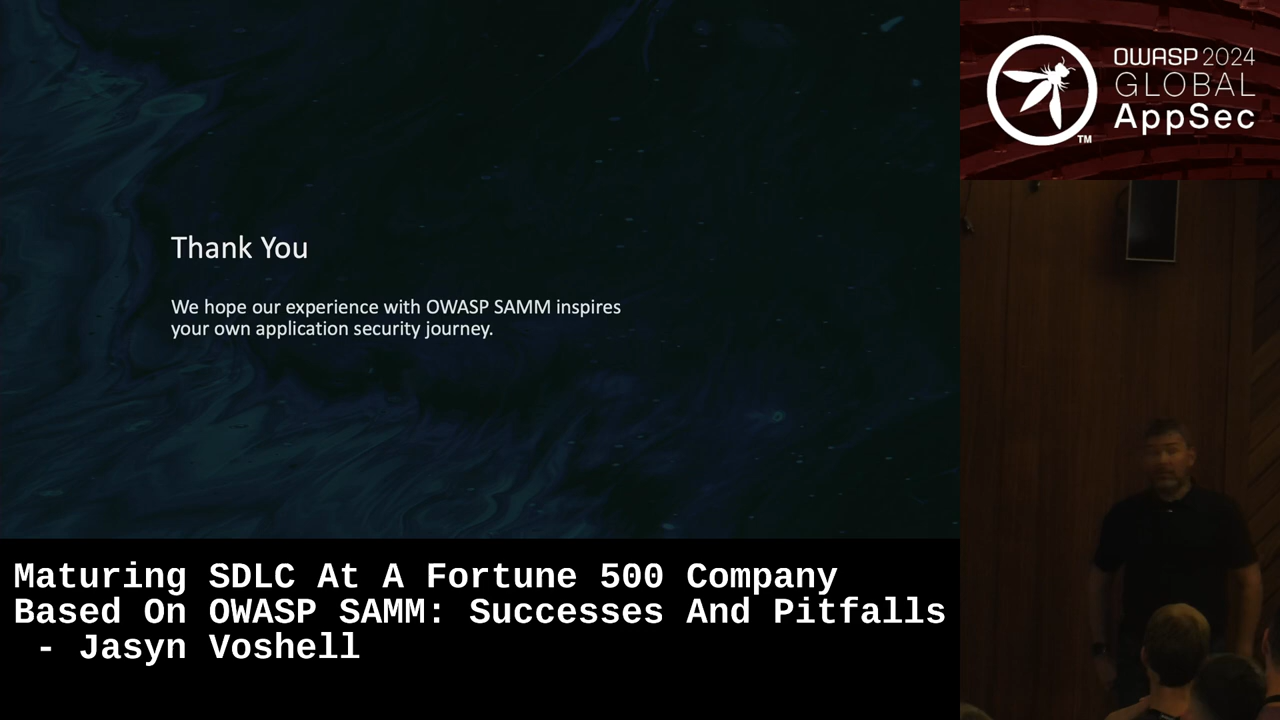 Thank You
We hope our experience with OWASP SAMM inspires
your own application security journey.
OWASP 2024
GLOBAL
AppSec
TM
Maturing SDLC At A Fortune 500 Company
Based On OWASP SAMM: Successes And Pitfalls
- Jasyn Voshell